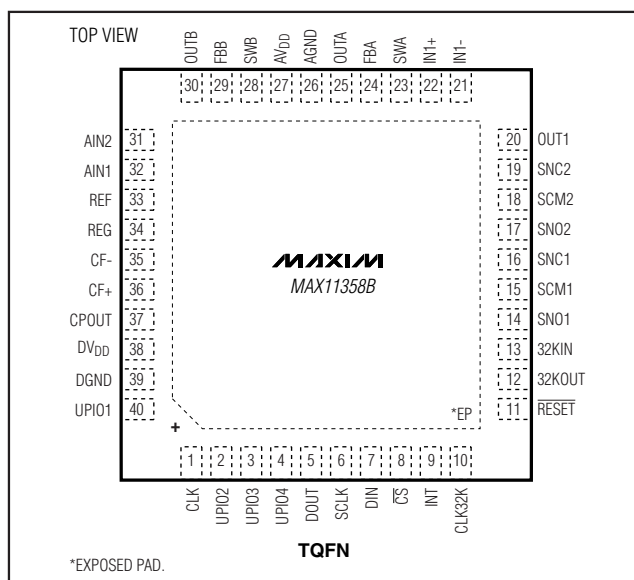 TOP VIEW
OUTB FBB SWB AVDD AGND OUTA FBA SWA IN1+ IN1-
30 29 28 27 26 25 24 23 22 21
AIN2 31
AIN1 32
REF 33
REG 34
CF- 35
CF+ 36
CPOUT 37
DVDD 38
DGND 39
UPIO1 40
20 OUT1
19 SNC2
18 SCM2
17 SNO2
16 SNC1
15 SCM1
14 SNO1
13 32KIN
12 32KOUT
11 RESET
MAXIM
MAX11358B
*EP
+
1 2 3 4 5 6 7 8 9 10
CLK UPIO2 UPIO3 UPIO4 DOUT SCLK DIN CS INT CLK32K
TQFN
*EXPOSED PAD.